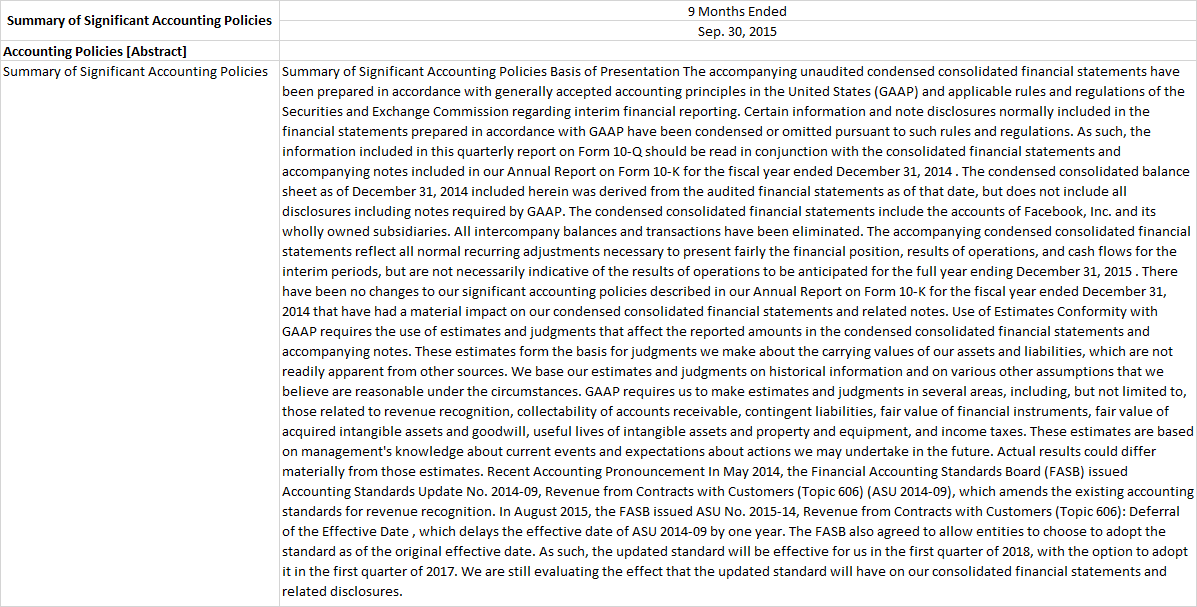 Summary of Significant Accounting Policies
9 Months Ended
Sep. 30, 2015
Accounting Policies [Abstract]
Summary of Significant Accounting Policies
Summary of Significant Accounting Policies Basis of Presentation The accompanying unaudited condensed consolidated financial statements have
been prepared in accordance with generally accepted accounting principles in the United States (GAAP) and applicable rules and regulations of the
Securities and Exchange Commission regarding interim financial reporting. Certain information and note disclosures normally included in the
financial statements prepared in accordance with GAAP have been condensed or omitted pursuant to such rules and regulations. As such, the
information included in this quarterly report on Form 10-Q should be read in conjunction with the consolidated financial statements and
accompanying notes included in our Annual Report on Form 10-K for the fiscal year ended December 31, 2014 . The condensed consolidated balance
sheet as of December 31, 2014 included herein was derived from the audited financial statements as of that date, but does not include all
disclosures including notes required by GAAP. The condensed consolidated financial statements include the accounts of Facebook, Inc. and its
wholly owned subsidiaries. All intercompany balances and transactions have been eliminated. The accompanying condensed consolidated financial
statements reflect all normal recurring adjustments necessary to present fairly the financial position, results of operations, and cash flows for the
interim periods, but are not necessarily indicative of the results of operations to be anticipated for the full year ending December 31, 2015 . There
have been no changes to our significant accounting policies described in our Annual Report on Form 10-K for the fiscal year ended December 31,
2014 that have had a material impact on our condensed consolidated financial statements and related notes. Use of Estimates Conformity with
GAAP requires the use of estimates and judgments that affect the reported amounts in the condensed consolidated financial statements and
accompanying notes. These estimates form the basis for judgments we make about the carrying values of our assets and liabilities, which are not
readily apparent from other sources. We base our estimates and judgments on historical information and on various other assumptions that we
believe are reasonable under the circumstances. GAAP requires us to make estimates and judgments in several areas, including, but not limited to,
those related to revenue recognition, collectability of accounts receivable, contingent liabilities, fair value of financial instruments, fair value of
acquired intangible assets and goodwill, useful lives of intangible assets and property and equipment, and income taxes. These estimates are based
on management's knowledge about current events and expectations about actions we may undertake in the future. Actual results could differ
materially from those estimates. Recent Accounting Pronouncement In May 2014, the Financial Accounting Standards Board (FASB) issued
Accounting Standards Update No. 2014-09, Revenue from Contracts with Customers (Topic 606) (ASU 2014-09), which amends the existing accounting
standards for revenue recognition. In August 2015, the FASB issued ASU No. 2015-14, Revenue from Contracts with Customers (Topic 606): Deferral
of the Effective Date , which delays the effective date of ASU 2014-09 by one year. The FASB also agreed to allow entities to choose to adopt the
standard as of the original effective date. As such, the updated standard will be effective for us in the first quarter of 2018, with the option to adopt
it in the first quarter of 2017. We are still evaluating the effect that the updated standard will have on our consolidated financial statements and
related disclosures.